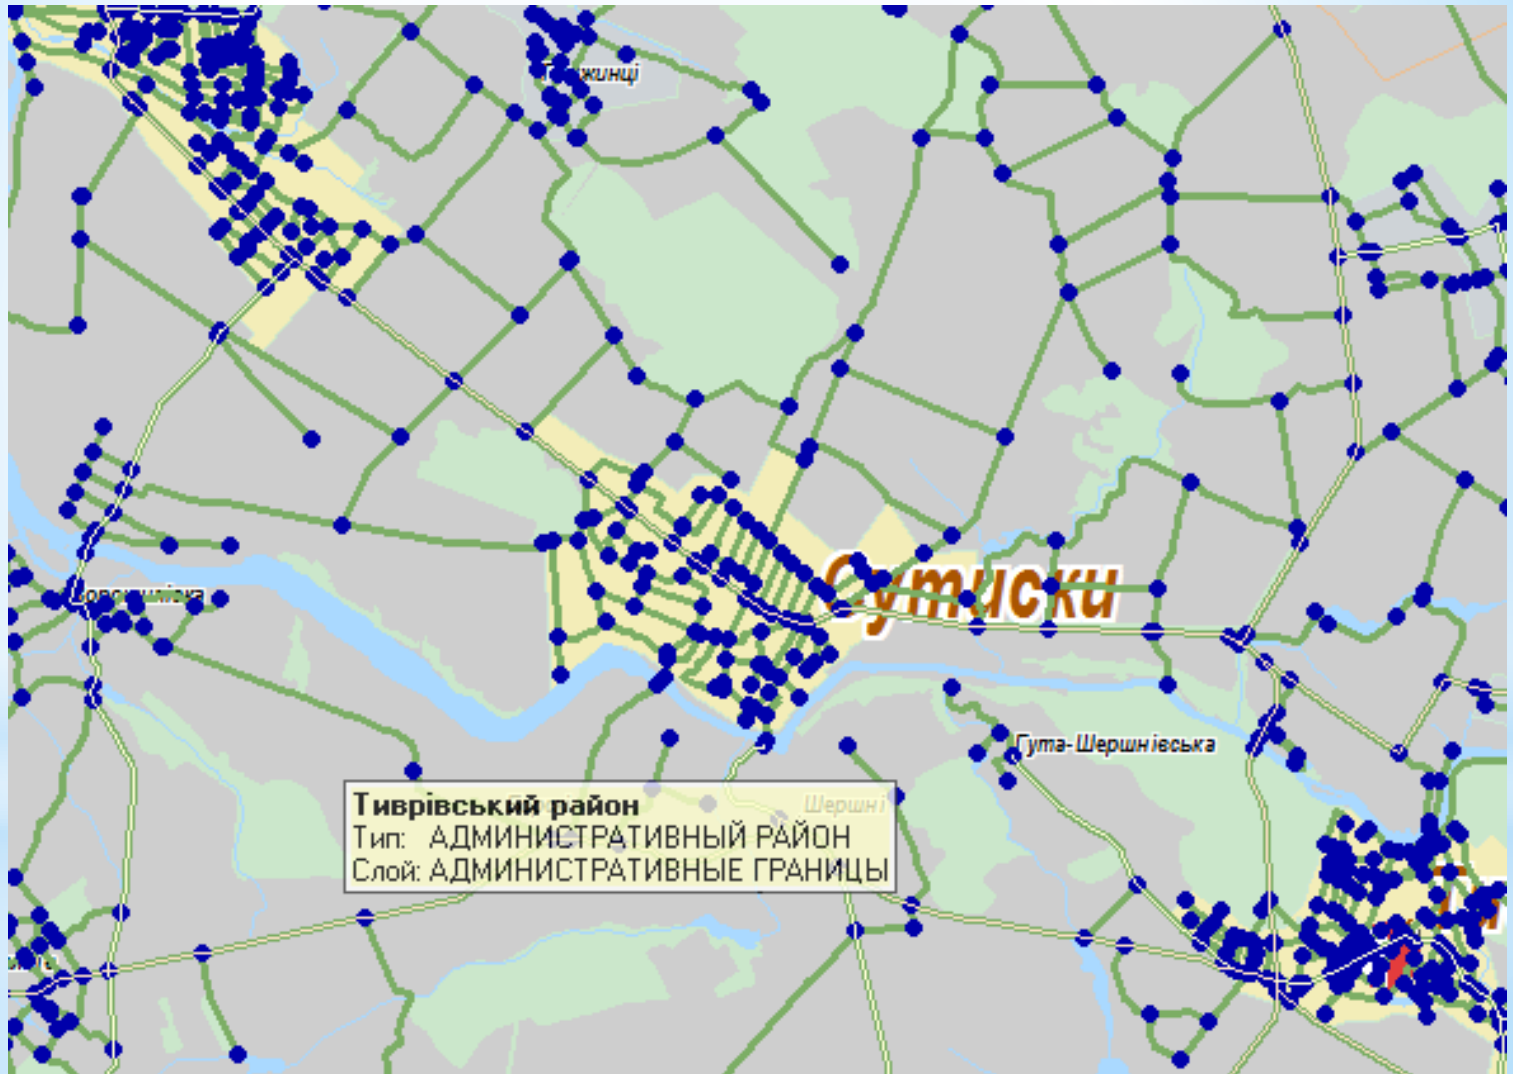 Сутиски
Гута-Шершнівська
Шершні
Тиврівський район
Тип: АДМИНИСТРАТИВНЫЙ РАЙОН
Слой: АДМИНИСТРАТИВНЫЕ ГРАНИЦЫ